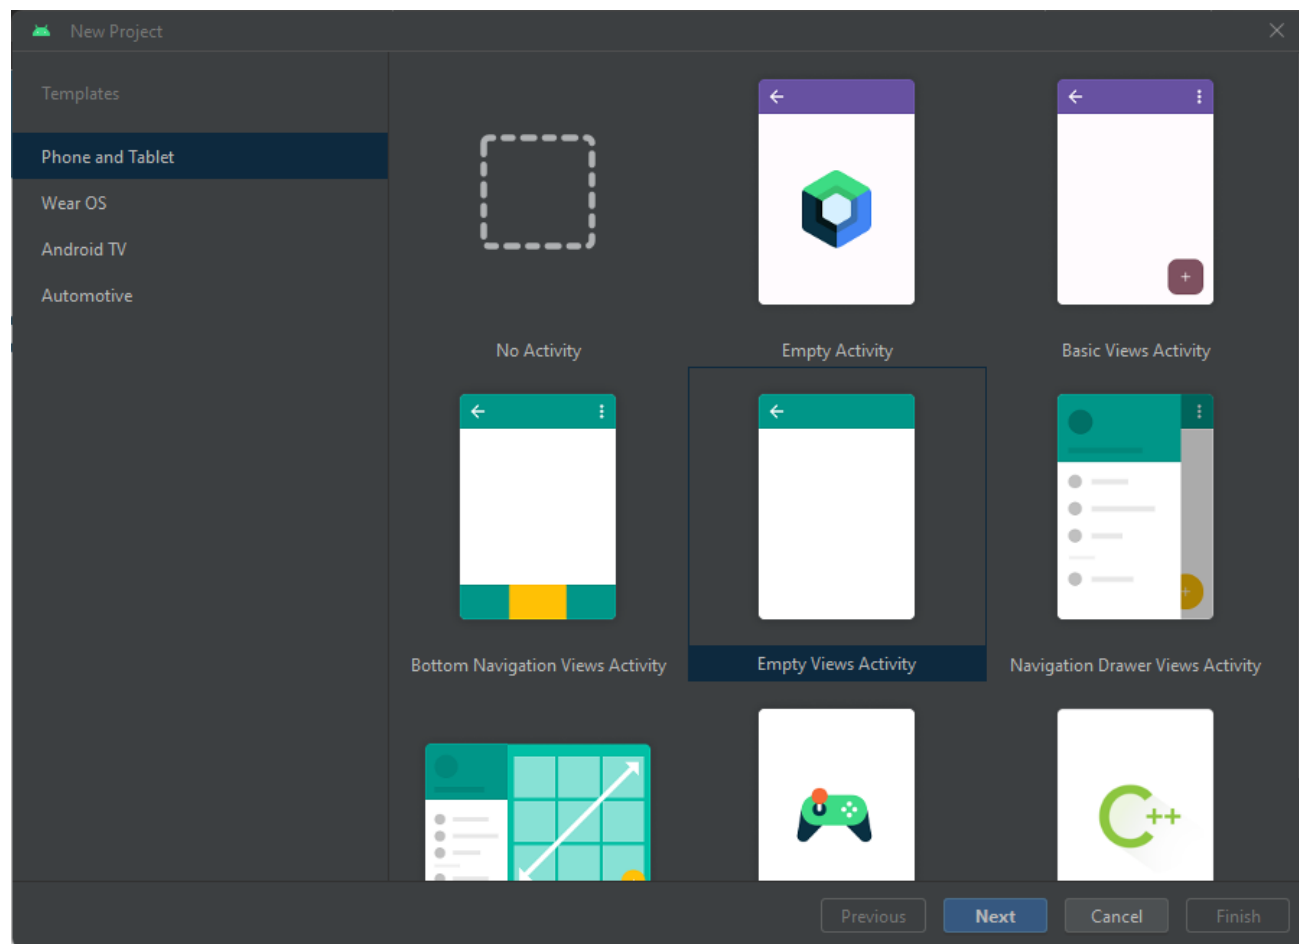 New Project
Templates
Phone and Tablet
Wear OS
Android TV
Automotive
No Activity
Empty Activity
Basic Views Activity
Bottom Navigation Views Activity
Empty Views Activity
Navigation Drawer Views Activity
C++
Previous
Next
Cancel
Finish